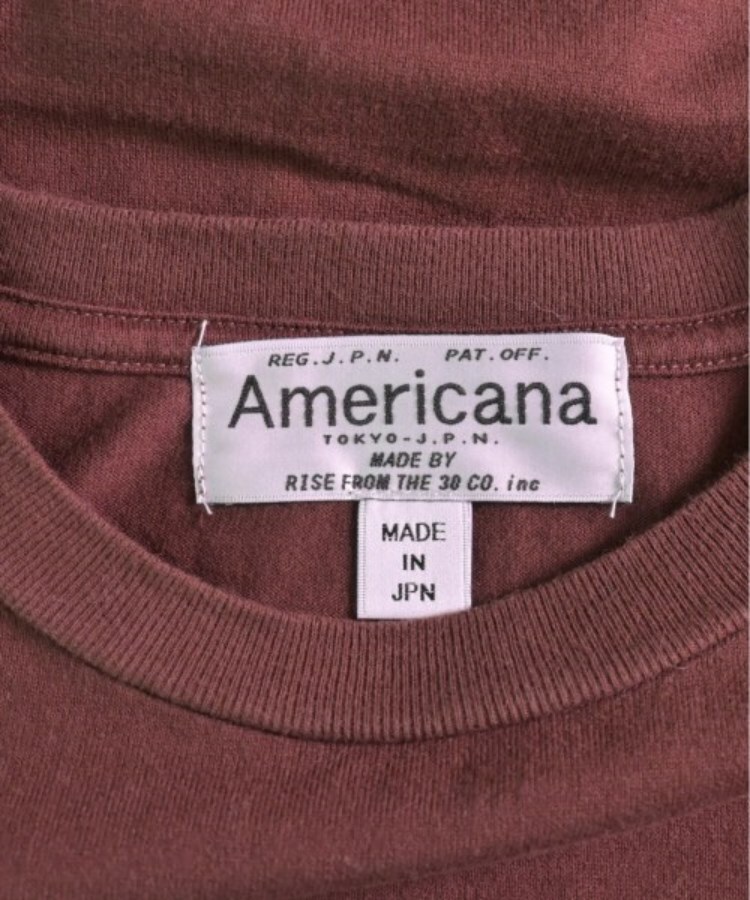 REG.J.P.N. PAT.OFF.
Americana
TOKYO-J.P.N.
MADE BY
RISE FROM THE 30 CO. inc
MADE
IN
JPN